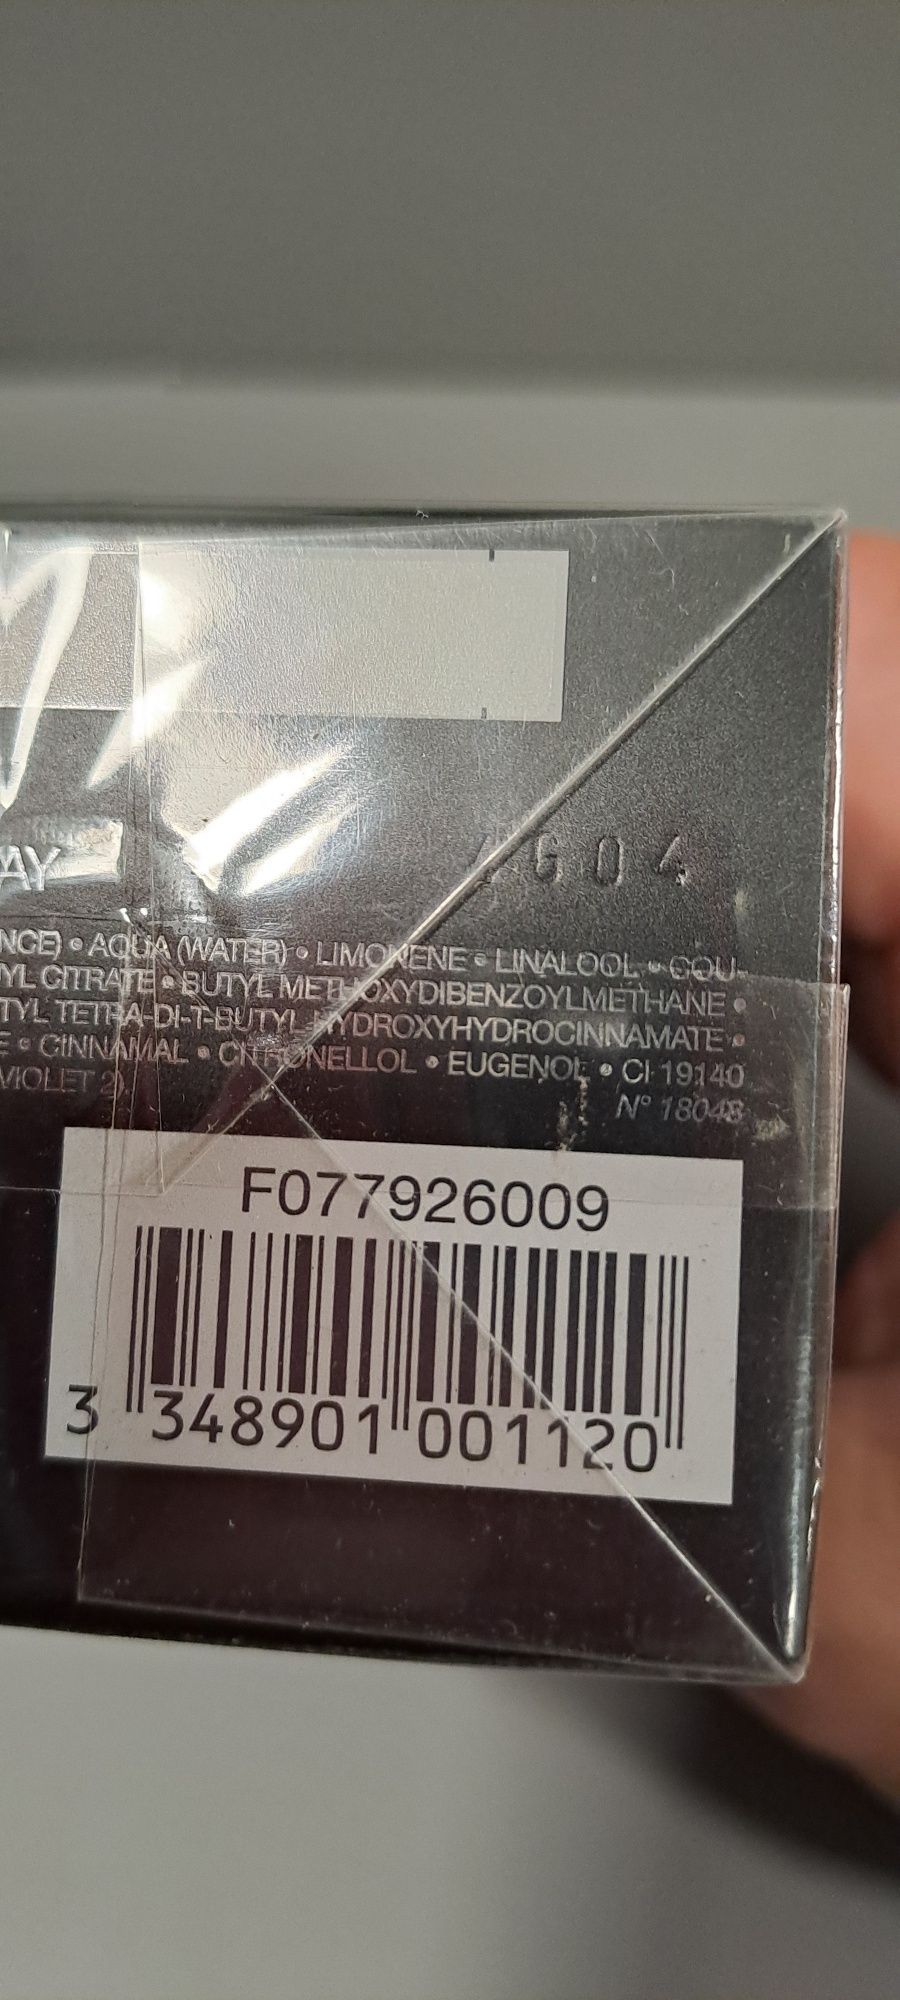 4G04
AY
NCE) • AQUA (WATER) • LIMONENE • LINALOOL • COU-
YL CITRATE • BUTYL METHOXYDIBENZOYLMETHANE •
TYL TETRA-DI-T-BUTYL HYDROXYHYDROCINNAMATE •
E • CINNAMAL • CITRONELLOL • EUGENOL • CI 19140
VIOLET 2)
N° 18048
F077926009
3 348901 001120